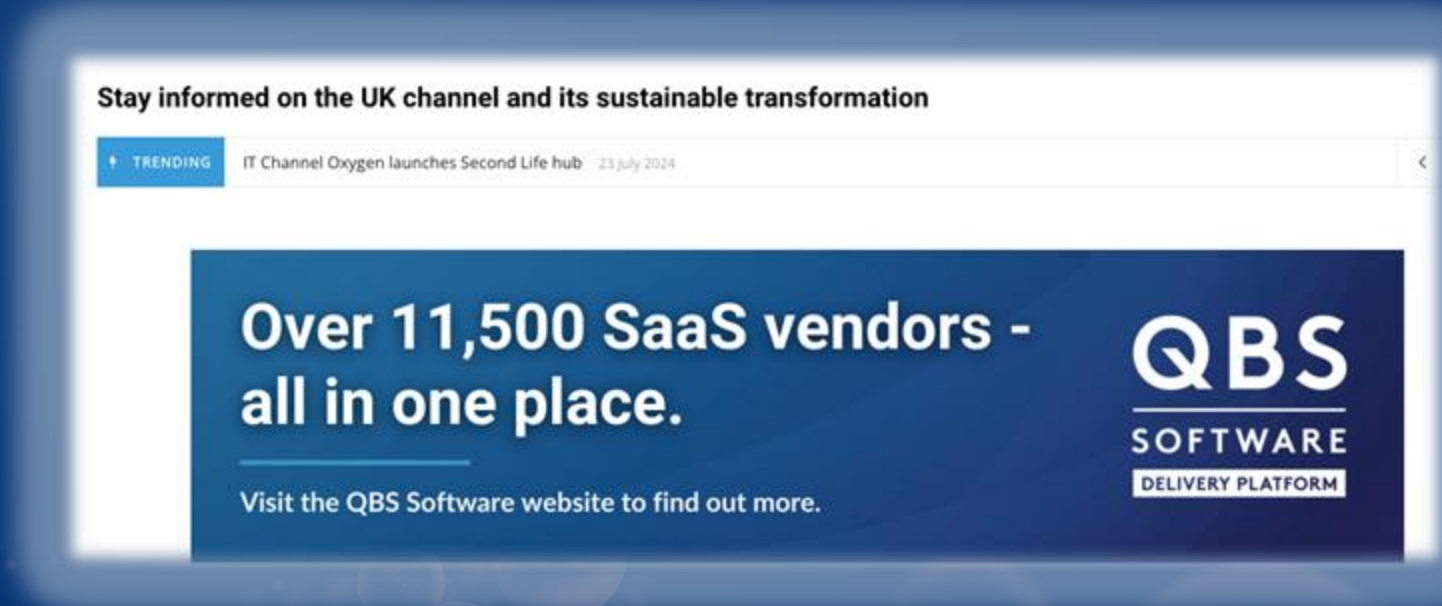 Stay informed on the UK channel and its sustainable transformation
TRENDING IT Channel Oxygen launches Second Life hub 23 July 2024
Over 11,500 SaaS vendors -
all in one place.
Visit the QBS Software website to find out more.
QBS
SOFTWARE
DELIVERY PLATFORM